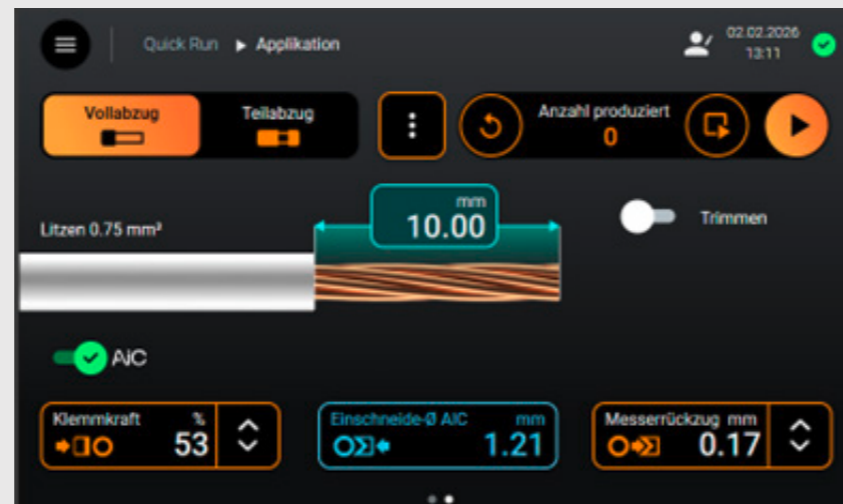 Quick Run ▶ Applikation
02.02.2026
13:11
Vollabzug
Teilabzug
Anzahl produziert
0
mm
10.00
Litzen 0.75 mm²
Trimmen
AiC
Klemmkraft %
53
Einschneide-Ø AIC mm
1.21
Messerrückzug mm
0.17